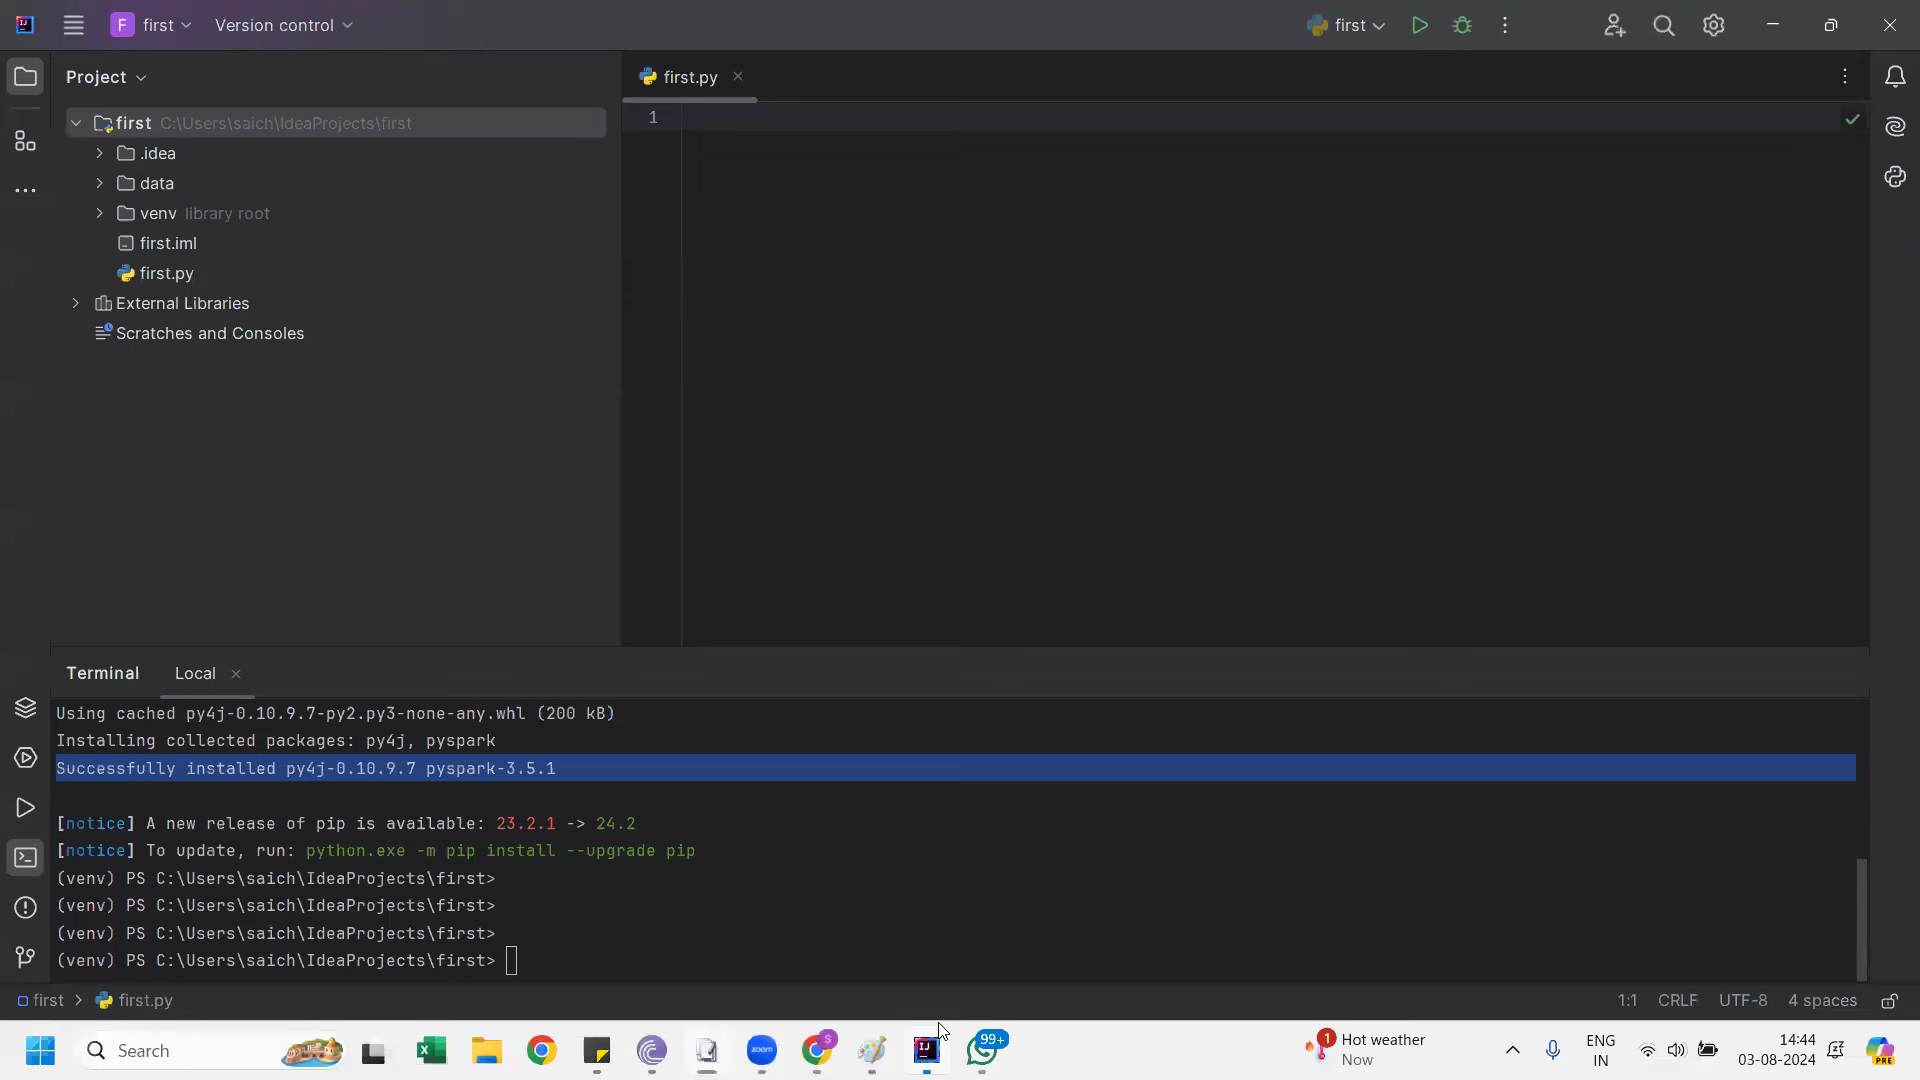 F first Version control first
Project
first C:\Users\saich\IdeaProjects\first
.idea
data
venv library root
first.iml
first.py
External Libraries
Scratches and Consoles
first.py
1
Terminal Local
Using cached py4j-0.10.9.7-py2.py3-none-any.whl (200 kB)
Installing collected packages: py4j, pyspark
Successfully installed py4j-0.10.9.7 pyspark-3.5.1
[notice] A new release of pip is available: 23.2.1 -> 24.2
[notice] To update, run: python.exe -m pip install --upgrade pip
(venv) PS C:\Users\saich\IdeaProjects\first>
(venv) PS C:\Users\saich\IdeaProjects\first>
(venv) PS C:\Users\saich\IdeaProjects\first>
(venv) PS C:\Users\saich\IdeaProjects\first>
first > first.py 1:1 CRLF UTF-8 4 spaces
Search
zoom
S
IJ
99+
1
Hot weather
Now
ENG
IN
14:44
03-08-2024
PRE